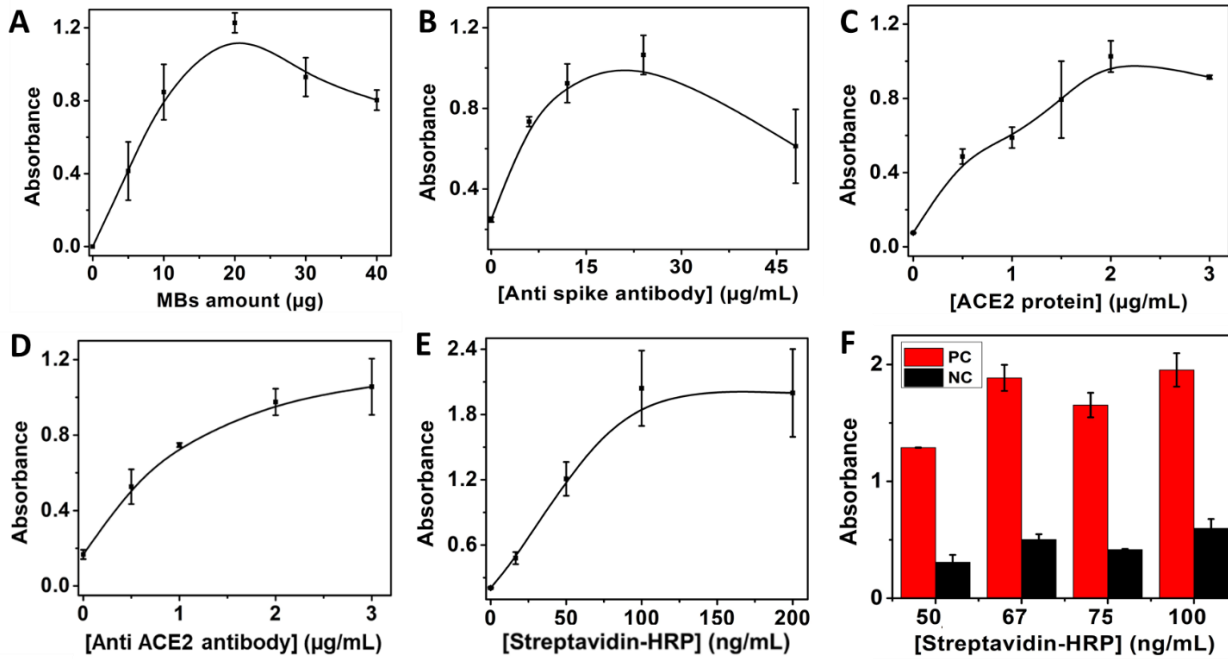 A
Absorbance
1.2
0.8
0.4
0.0
0 10 20 30 40
MBs amount (µg)
B
Absorbance
1.2
0.8
0.4
0 15 30 45
[Anti spike antibody] (µg/mL)
C
Absorbance
1.2
0.8
0.4
0.0
0 1 2 3
[ACE2 protein] (µg/mL)
D
Absorbance
1.2
0.8
0.4
0.0
0 1 2 3
[Anti ACE2 antibody] (µg/mL)
E
Absorbance
2.4
1.8
1.2
0.6
0 50 100 150 200
[Streptavidin-HRP] (ng/mL)
F
PC
NC
Absorbance
2
1
0
50 67 75 100
[Streptavidin-HRP] (ng/mL)